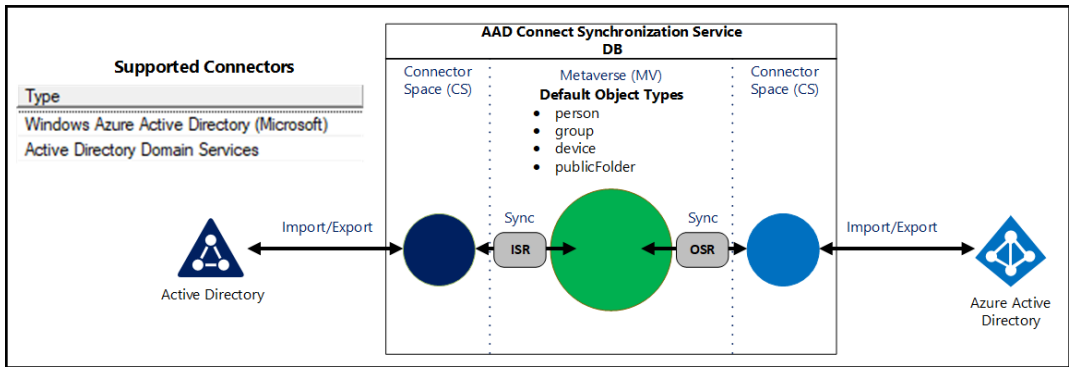 AAD Connect Synchronization Service
DB
Supported Connectors
Type
Windows Azure Active Directory (Microsoft)
Active Directory Domain Services
Connector
Space (CS)
Metaverse (MV)
Default Object Types
• person
• group
• device
• publicFolder
Connector
Space (CS)
Import/Export
Sync
ISR
Sync
OSR
Import/Export
Active Directory
Azure Active
Directory